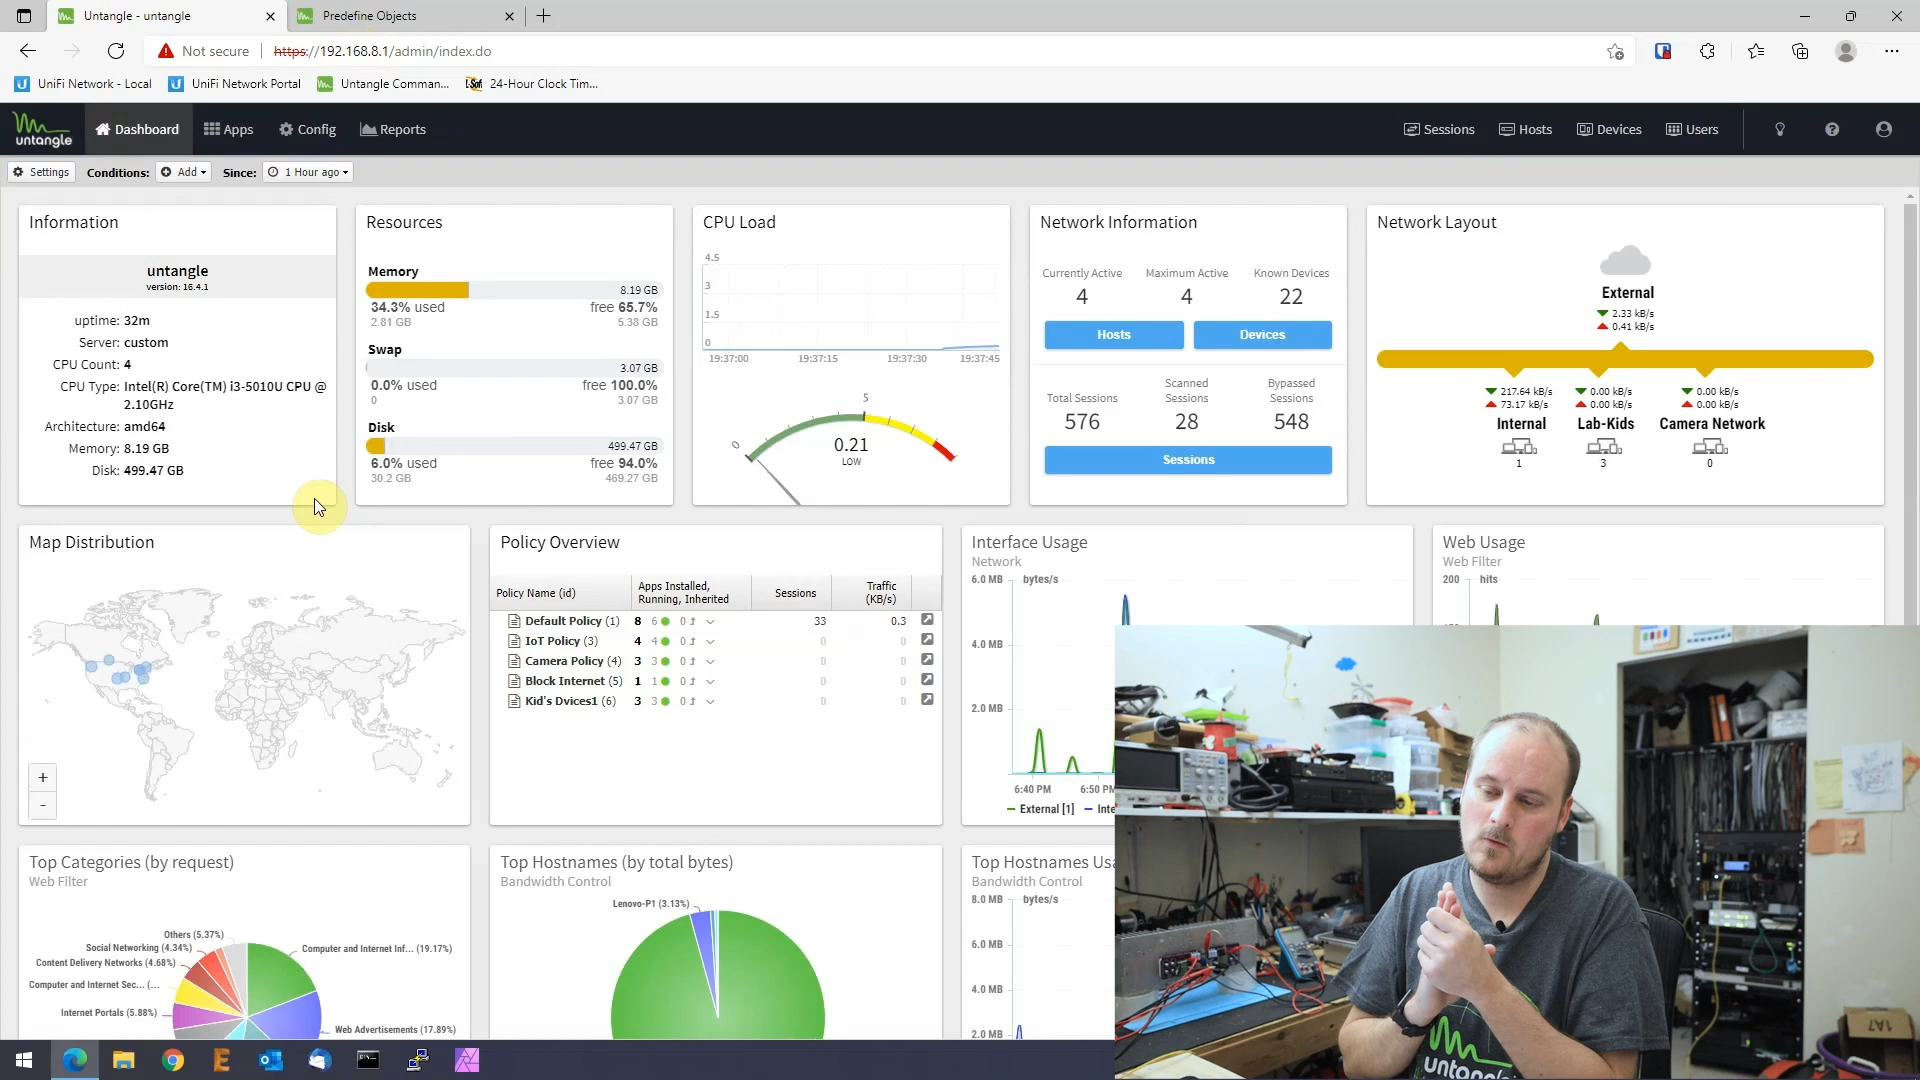 Untangle - untangle
Predefine Objects
Not secure
https://192.168.8.1/admin/index.do
UniFi Network - Local
UniFi Network Portal
Untangle Comman...
24-Hour Clock Tim...
untangle
Dashboard
Apps
Config
Reports
Sessions
Hosts
Devices
Users
Settings
Conditions:
Add
Since:
1 Hour ago
Information
untangle
version: 16.4.1
uptime: 32m
Server: custom
CPU Count: 4
CPU Type: Intel(R) Core(TM) i3-5010U CPU @
2.10GHz
Architecture: amd64
Memory: 8.19 GB
Disk: 499.47 GB
Resources
Memory
8.19 GB
34.3% used
free 65.7%
2.81 GB
5.38 GB
Swap
3.07 GB
0.0% used
free 100.0%
0
3.07 GB
Disk
499.47 GB
6.0% used
free 94.0%
30.2 GB
469.27 GB
CPU Load
4.5
3
1.5
0
19:37:00
19:37:15
19:37:30
19:37:45
0
5
0.21
LOW
Network Information
Currently Active
Maximum Active
Known Devices
4
4
22
Hosts
Devices
Total Sessions
Scanned
Sessions
Bypassed
Sessions
576
28
548
Sessions
Network Layout
External
2.33 kB/s
0.41 kB/s
217.64 kB/s
73.17 kB/s
Internal
1
0.00 kB/s
0.00 kB/s
Lab-Kids
3
0.00 kB/s
0.00 kB/s
Camera Network
0
Map Distribution
+
-
Policy Overview
Policy Name (id)
Apps Installed,
Running, Inherited
Sessions
Traffic
(KB/s)
Default Policy (1) 8 6 0 33 0.3
IoT Policy (3) 4 4 0 0 0
Camera Policy (4) 3 3 0 0 0
Block Internet (5) 1 1 0 0 0
Kid's Dvices1 (6) 3 3 0 0 0
Interface Usage
Network
6.0 MB
bytes/s
4.0 MB
2.0 MB
6:40 PM
6:50 PM
External [1]
Inte
Web Usage
Web Filter
200
hits
Top Categories (by request)
Web Filter
Others (5.37%)
Social Networking (4.34%)
Content Delivery Networks (4.68%)
Computer and Internet Sec... (...
Internet Portals (5.88%)
Computer and Internet Inf... (19.17%)
Web Advertisements (17.89%)
Top Hostnames (by total bytes)
Bandwidth Control
Lenovo-P1 (3.13%)
Top Hostnames Usa
Bandwidth Control
8.0 MB
bytes/s
6.0 MB
4.0 MB
2.0 MB
untangle